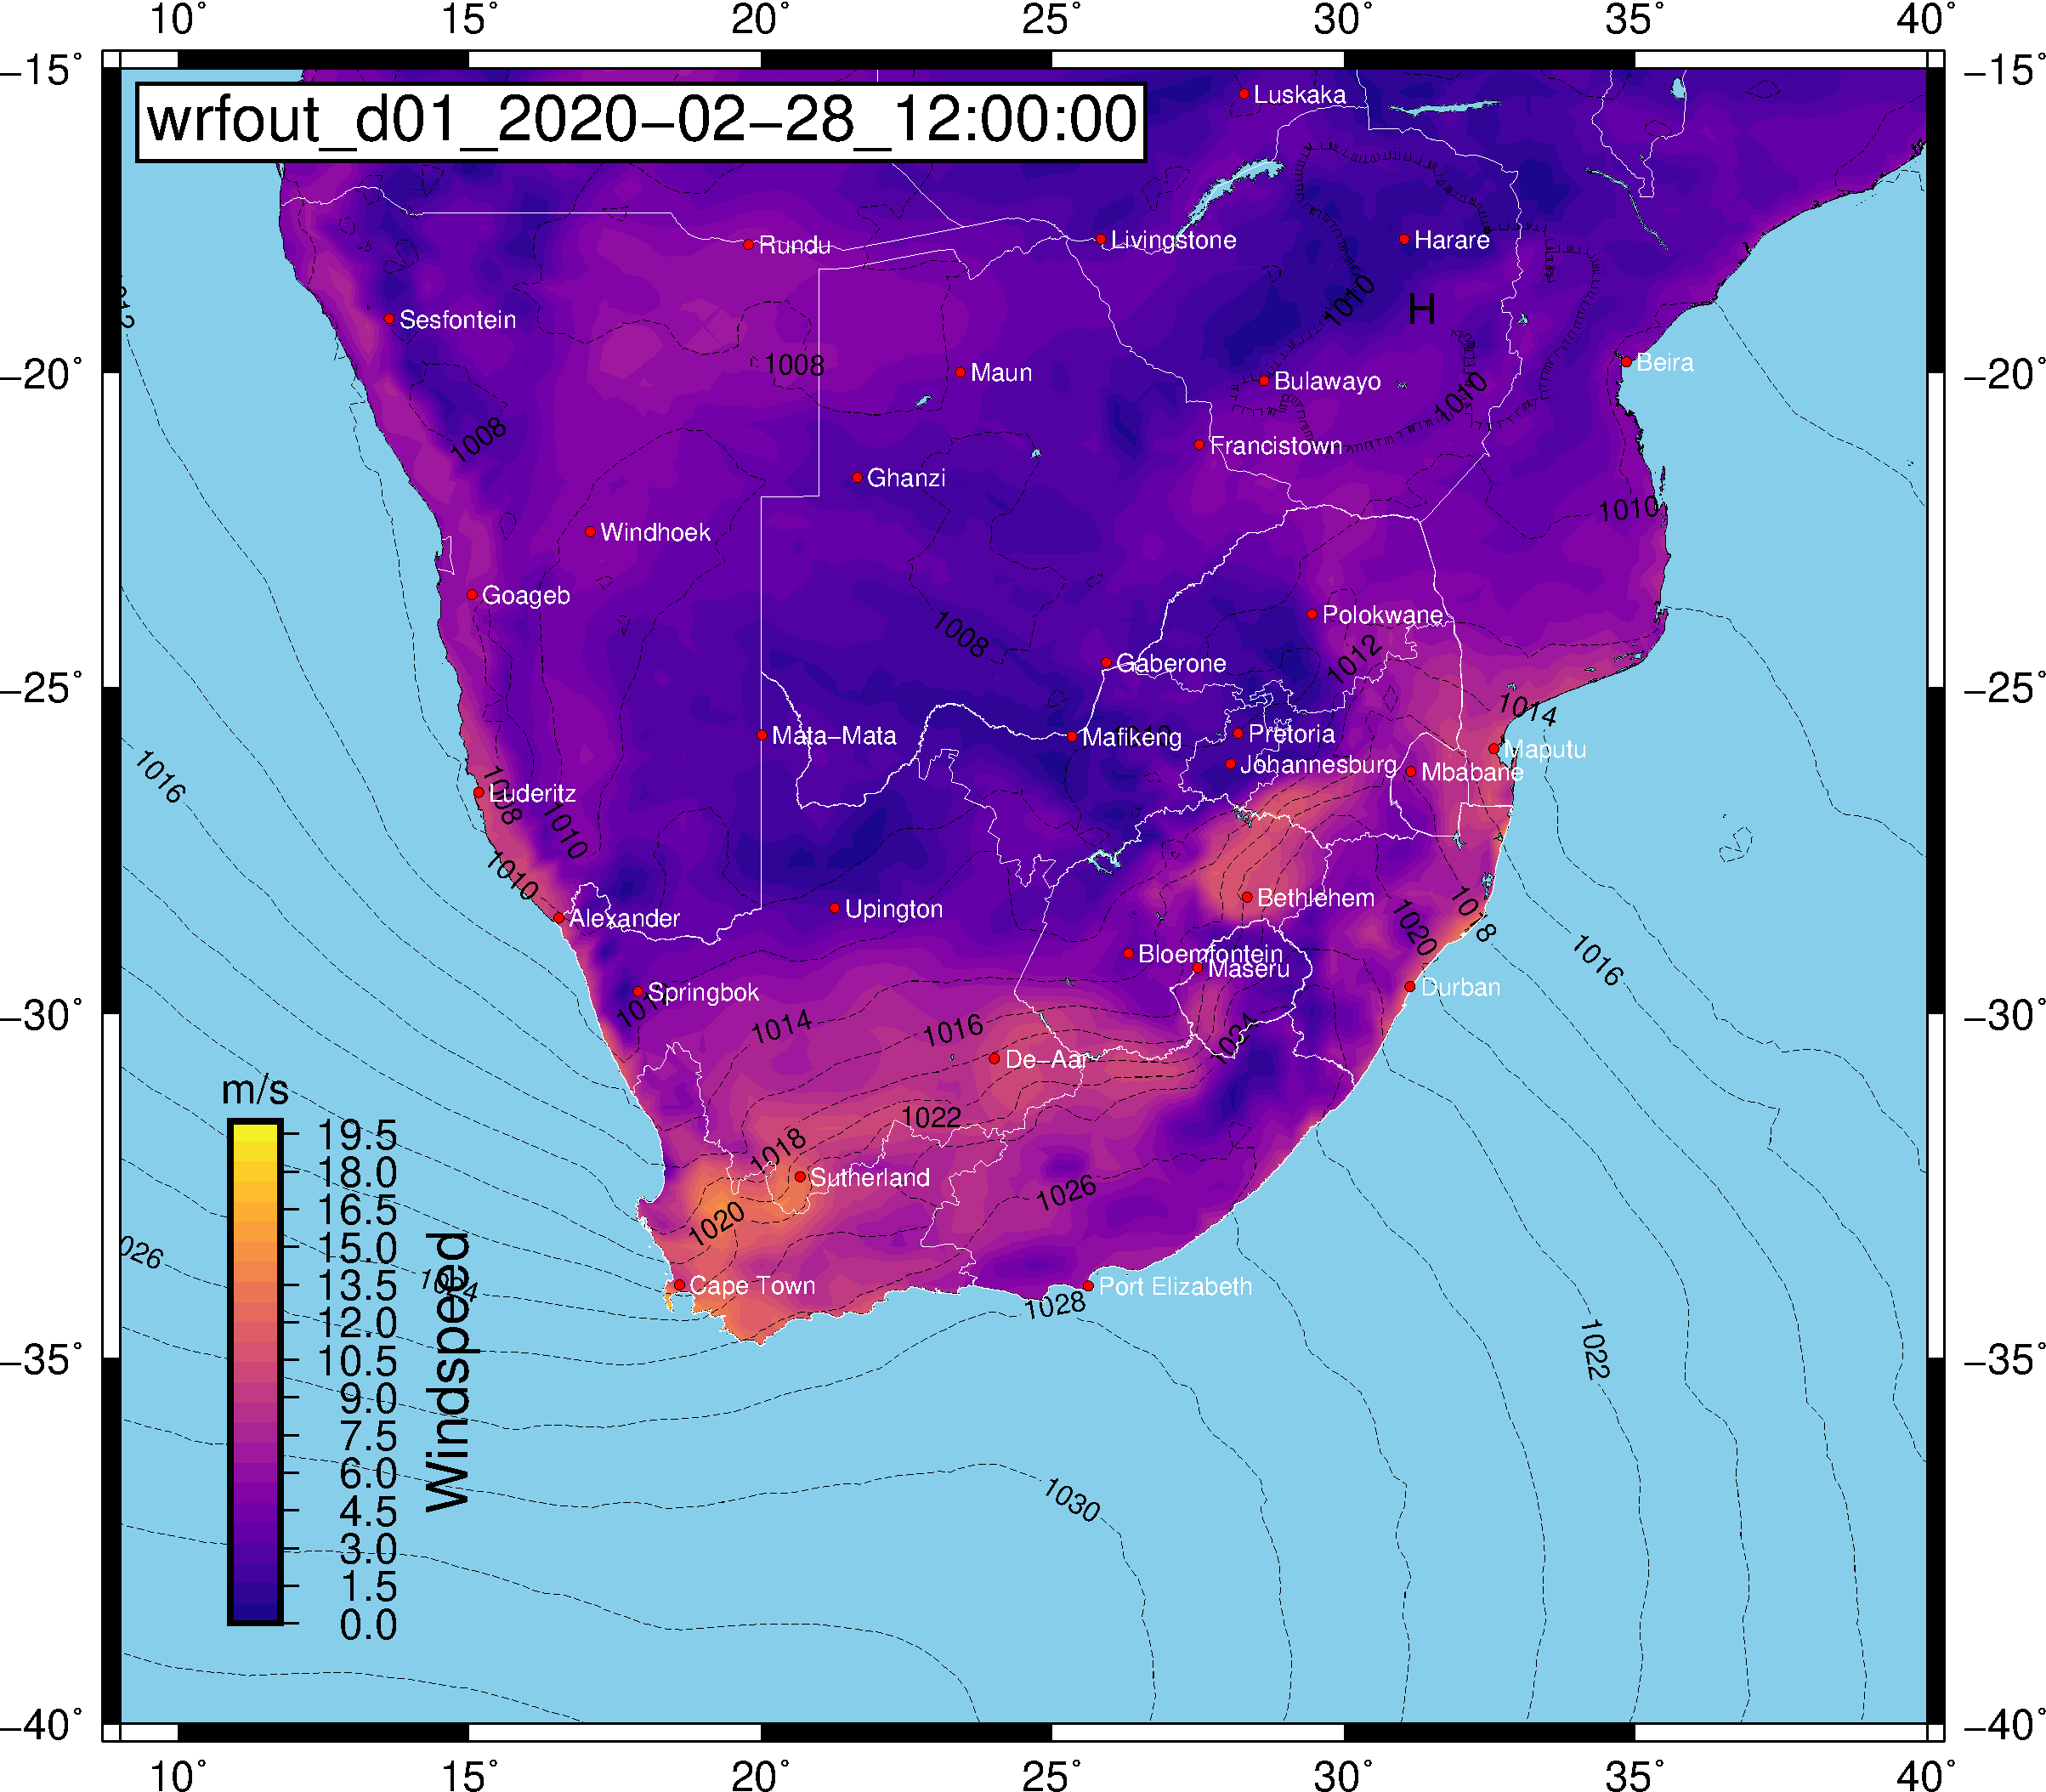 10° 15° 20° 25° 30° 35° 40°
−15° −15°
wrfout_d01_2020−02−28_12:00:00
Luskaka
Rundu
Livingstone
Harare
1010
H
Sesfontein
1008
Maun
Bulawayo
1010
Beira
−20° −20°
1008
Francistown
Ghanzi
1010
Windhoek
Goageb
Polokwane
1008
1012
Gaberone
−25° −25°
1014
Mata−Mata
Mafikeng
Pretoria
Maputu
1016
Johannesburg
Mbabane
Luderitz
1008
1010
1010
Bethlehem
Alexander
Upington
1018
1020
Bloemfontein
Maseru
1016
Springbok
Durban
−30° −30°
1014
1016
1024
De−Aar
m/s
1022
19.5
1018
18.0
Sutherland
16.5
1026
1020
15.0
026
13.5
1024
Cape Town
Port Elizabeth
1028
12.0
1022
−35° −35°
10.5
9.0
7.5
6.0
4.5
3.0
1.5
0.0
Windspeed
1030
−40° −40°
10° 15° 20° 25° 30° 35° 40°